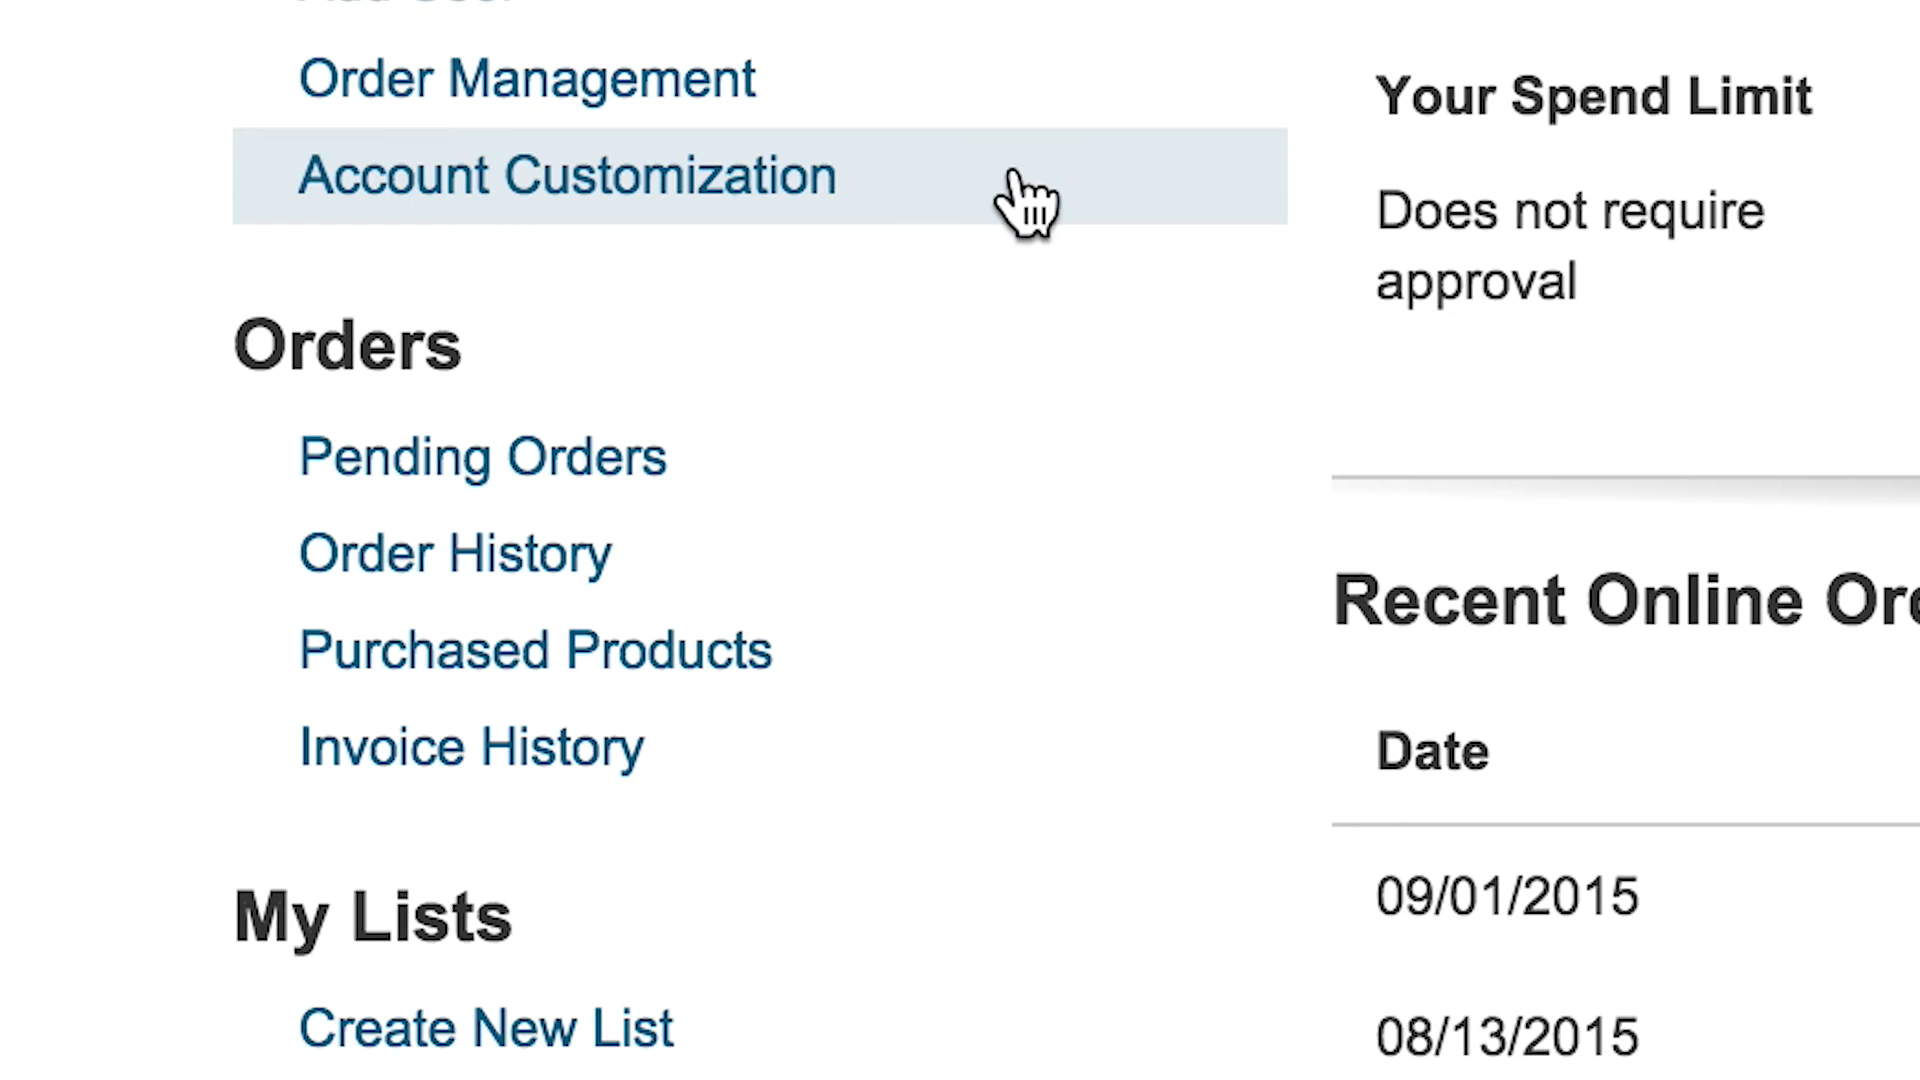 Order Management
Account Customization
Orders
Pending Orders
Order History
Purchased Products
Invoice History
My Lists
Create New List
Your Spend Limit
Does not require
approval
Recent Online
Date
09/01/2015
08/13/2015